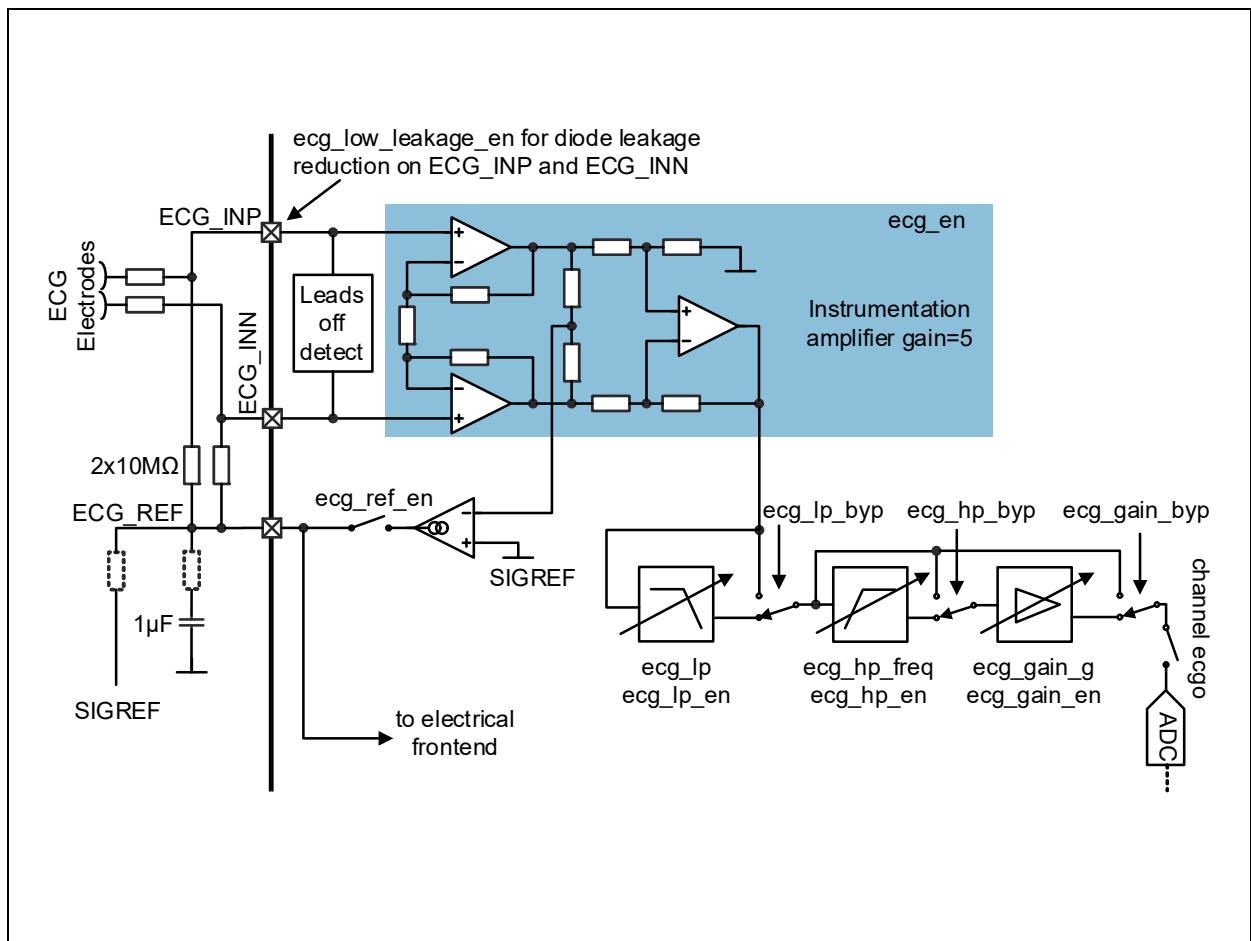 ecg_low_leakage_en for diode leakage
reduction on ECG_INP and ECG_INN
ECG_INP
ecg_en
ECG
Electrodes
Leads
off
detect
Instrumentation
amplifier gain=5
+
−
−
+
+
−
ECG_INN
2x10MΩ
ECG_REF
ecg_ref_en
−
+
SIGREF
ecg_lp_byp
ecg_hp_byp
ecg_gain_byp
1µF
SIGREF
ecg_lp
ecg_lp_en
ecg_hp_freq
ecg_hp_en
ecg_gain_g
ecg_gain_en
channel ecgo
ADC
to electrical
frontend